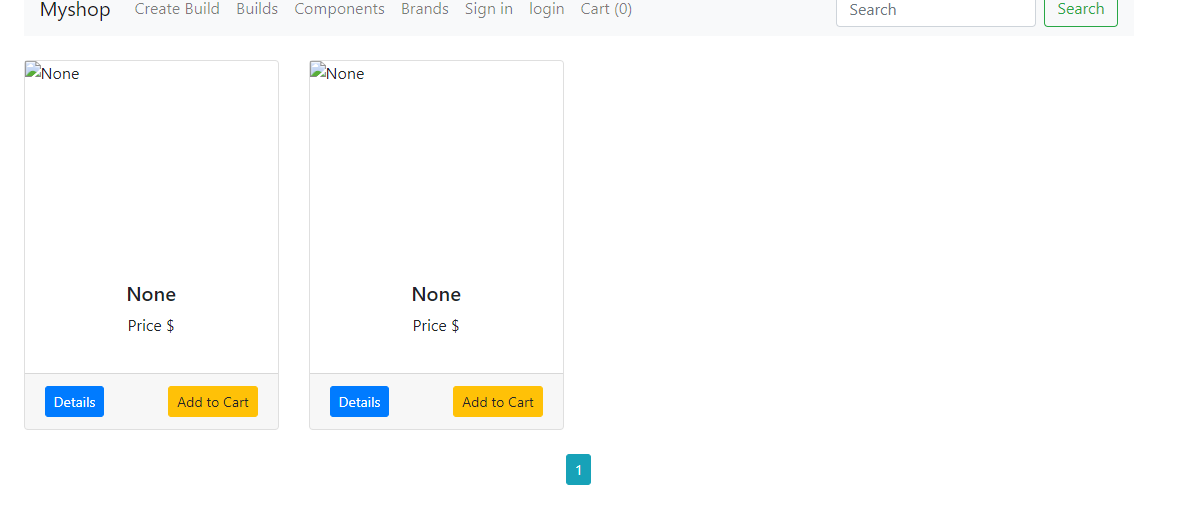 Myshop Create Build Builds Components Brands Sign in login Cart (0) Search Search
None None
None None
Price $ Price $
Details Add to Cart Details Add to Cart
1